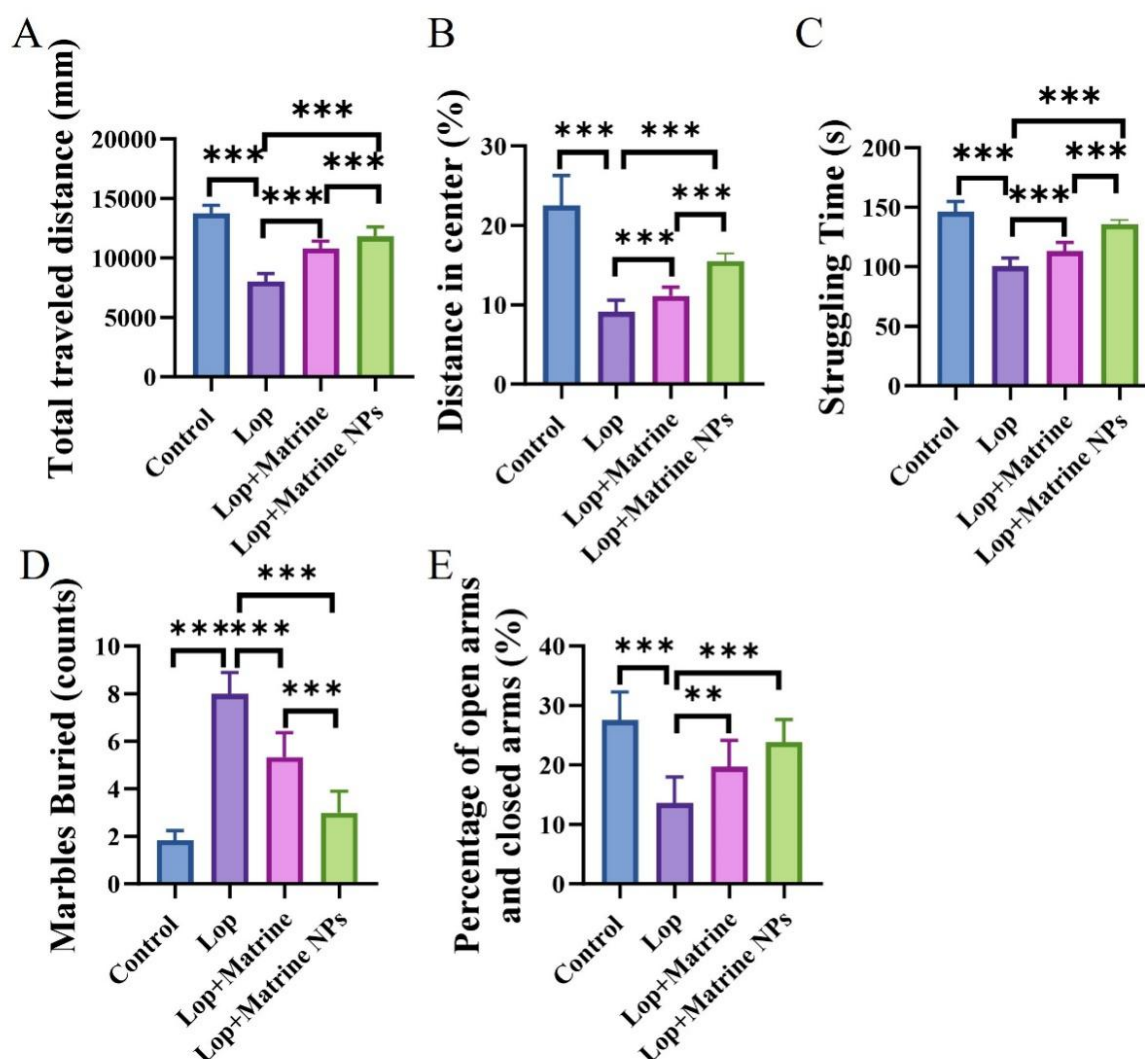 A
Total traveled distance (mm)
20000
15000
10000
5000
0
***
***
***
***
Control
Lop
Lop+Matrine
Lop+Matrine NPs
B
Distance in center (%)
30
20
10
0
***
***
***
***
Control
Lop
Lop+Matrine
Lop+Matrine NPs
C
Struggling Time (s)
200
150
100
50
0
***
***
***
***
Control
Lop
Lop+Matrine
Lop+Matrine NPs
D
Marbles Buried (counts)
10
8
6
4
2
0
***
******
***
Control
Lop
Lop+Matrine
Lop+Matrine NPs
E
Percentage of open arms
and closed arms (%)
40
30
20
10
0
***
***
**
Control
Lop
Lop+Matrine
Lop+Matrine NPs